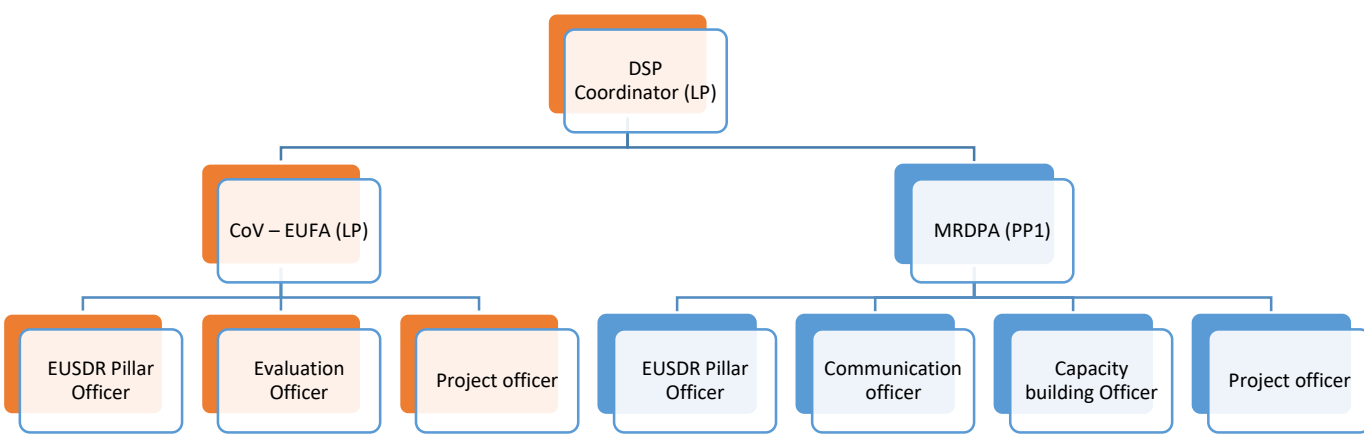 DSP
Coordinator (LP)
CoV – EUFA (LP)
MRDPA (PP1)
EUSDR Pillar
Officer
Evaluation
Officer
Project officer
EUSDR Pillar
Officer
Communication
officer
Capacity
building Officer
Project officer